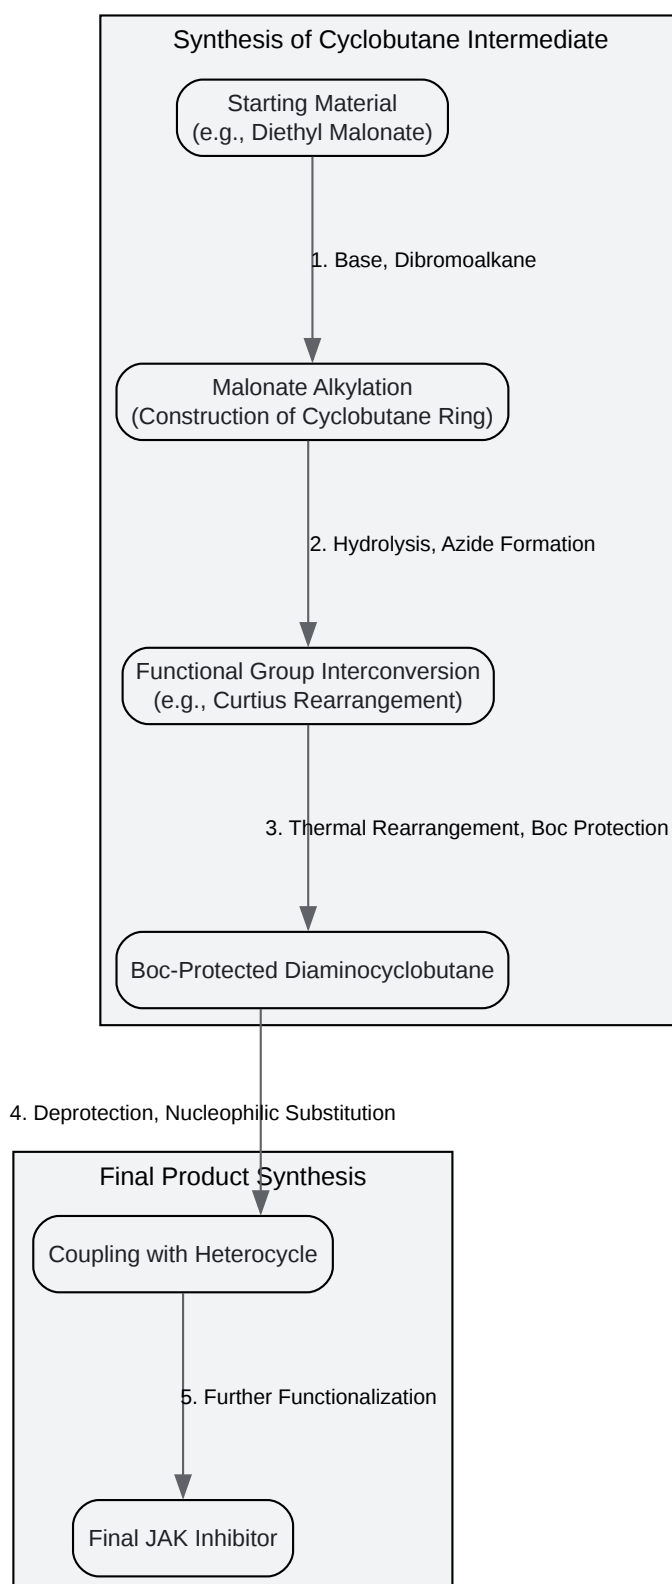 Synthesis of Cyclobutane Intermediate
Starting Material
(e.g., Diethyl Malonate)
1. Base, Dibromoalkane
Malonate Alkylation
(Construction of Cyclobutane Ring)
2. Hydrolysis, Azide Formation
Functional Group Interconversion
(e.g., Curtius Rearrangement)
3. Thermal Rearrangement, Boc Protection
Boc-Protected Diaminocyclobutane
4. Deprotection, Nucleophilic Substitution
Final Product Synthesis
Coupling with Heterocycle
5. Further Functionalization
Final JAK Inhibitor